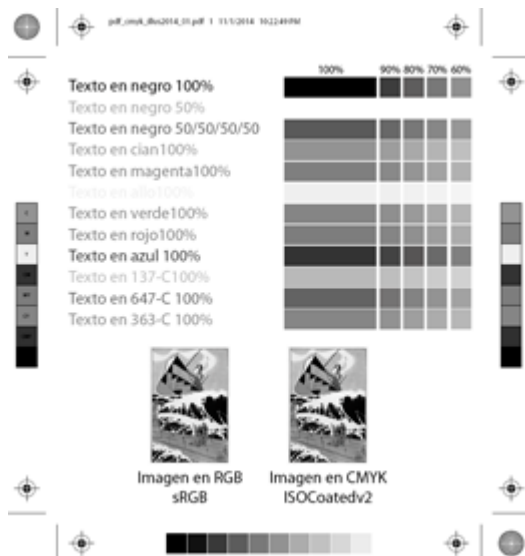 pdf_cmyk_illus2014_01.pdf 1 11/1/2014 10:22:49 PM
100% 90% 80% 70% 60%
Texto en negro 100%
Texto en negro 50%
Texto en negro 50/50/50/50
Texto en cian100%
Texto en magenta100%
Texto en
Texto en verde100%
Texto en rojo100%
Texto en azul 100%
Texto en 137-C100%
Texto en 647-C 100%
Texto en 363-C 100%
C
M
Y
Imagen en RGB
sRGB
Imagen en CMYK
ISOCoatedv2